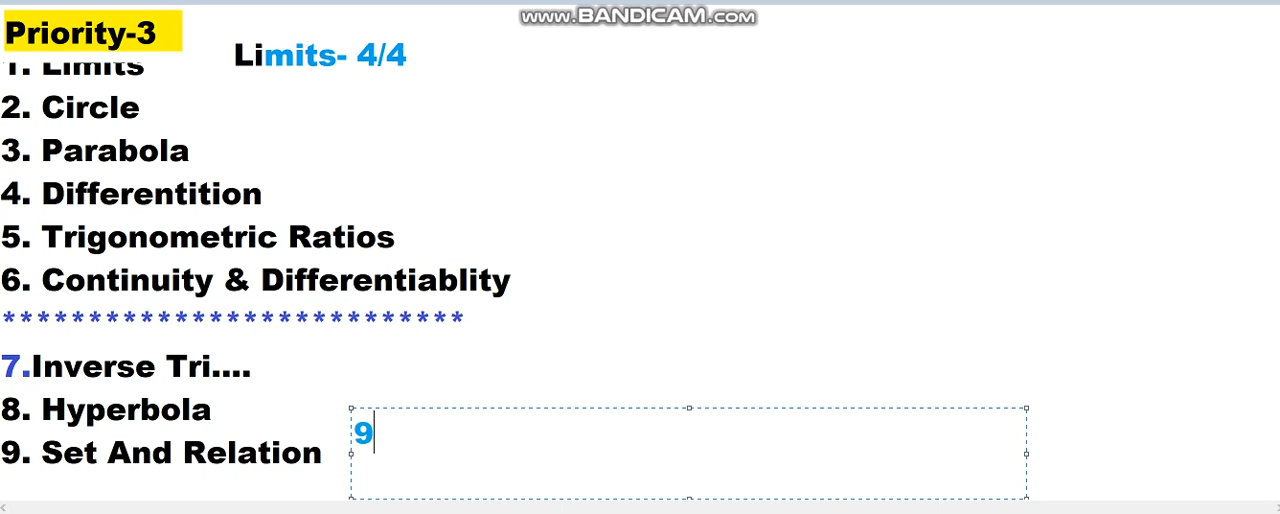 www.BANDICAM.com
Priority-3
Limits- 4/4
1. Limits
2. Circle
3. Parabola
4. Differentition
5. Trigonometric Ratios
6. Continuity & Differentiablity
***************************
7.Inverse Tri....
8. Hyperbola
9
9. Set And Relation